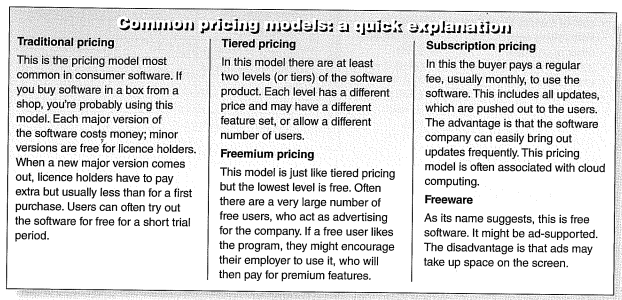 Common pricing models: a quick explanation
Traditional pricing
This is the pricing model most
common in consumer software. If
you buy software in a box from a
shop, you're probably using this
model. Each major version of
the software costs money; minor
versions are free for licence holders.
When a new major version comes
out, licence holders have to pay
extra but usually less than for a first
purchase. Users can often try out
the software for free for a short trial
period.
Tiered pricing
In this model there are at least
two levels (or tiers) of the software
product. Each level has a different
price and may have a different
feature set, or allow a different
number of users.
Freemium pricing
This model is just like tiered pricing
but the lowest level is free. Often
there are a very large number of
free users, who act as advertising
for the company. If a free user likes
the program, they might encourage
their employer to use it, who will
then pay for premium features.
Subscription pricing
In this the buyer pays a regular
fee, usually monthly, to use the
software. This includes all updates,
which are pushed out to the users.
The advantage is that the software
company can easily bring out
updates frequently. This pricing
model is often associated with cloud
computing.
Freeware
As its name suggests, this is free
software. It might be ad-supported.
The disadvantage is that ads may
take up space on the screen.